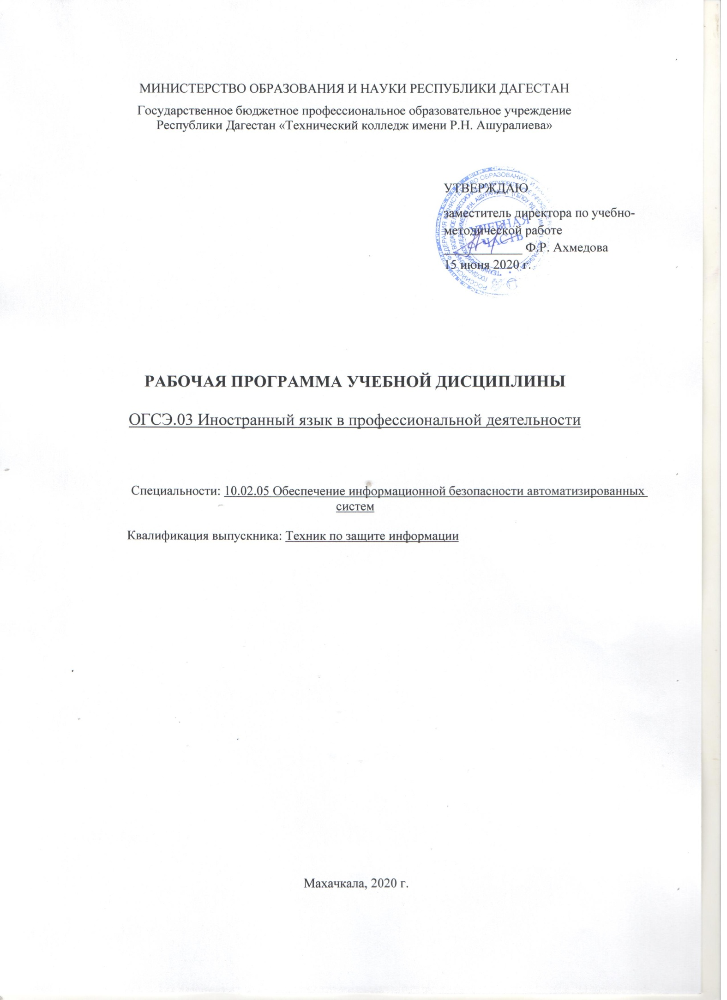 МИНИСТЕРСТВО ОБРАЗОВАНИЯ И НАУКИ РЕСПУБЛИКИ ДАГЕСТАН
Государственное бюджетное профессиональное образовательное учреждение
Республики Дагестан «Технический колледж имени Р.Н. Ашуралиева»
УТВЕРЖДАЮ
заместитель директора по учебно-
методической работе
____________ Ф.Р. Ахмедова
15 июня 2020 г.
УЧЕБНАЯ
ЧАСТЬ
РАБОЧАЯ ПРОГРАММА УЧЕБНОЙ ДИСЦИПЛИНЫ
ОГСЭ.03 Иностранный язык в профессиональной деятельности
Специальности: 10.02.05 Обеспечение информационной безопасности автоматизированных
систем
Квалификация выпускника: Техник по защите информации
Махачкала, 2020 г.